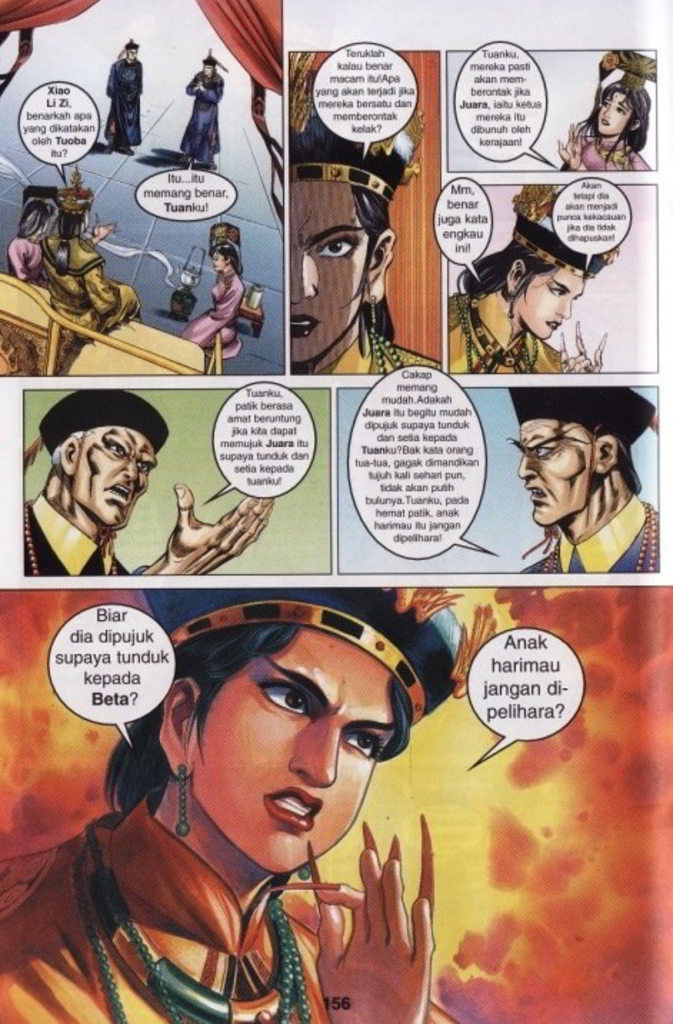 Xiao
Li Zi,
benarkah apa
yang dikatakan
oleh Tuoba
itu?
Itu...itu
memang benar,
Tuanku!
Teruklah
kalau benar
macam itu!Apa
yang akan terjadi jika
mereka bersatu dan
memberontak
kelak?
Tuanku,
mereka pasti
akan mem-
berontak jika
Juara, iaitu ketua
mereka itu
dibunuh oleh
kerajaan!
Mm,
benar
juga kata
engkau
ini!
Akan
tetapi dia
akan menjadi
punca kekacauan
jika dia tidak
dihapuskan!
Tuanku,
patik berasa
amat beruntung
jika kita dapat
memujuk Juara itu
supaya tunduk dan
setia kepada
tuanku!
Cakap
memang
mudah.Adakah
Juara itu begitu mudah
dipujuk supaya tunduk
dan setia kepada
Tuanku?Bak kata orang
tua-tua, gagak dimandikan
tujuh kali sehari,
tidak akan putih
bulunya.Tuanku, pada
hemat patik, anak
harimau itu jangan
dipelihara!
Biar
dia dipujuk
supaya tunduk
kepada
Beta?
Anak
harimau
jangan di-
pelihara?
156